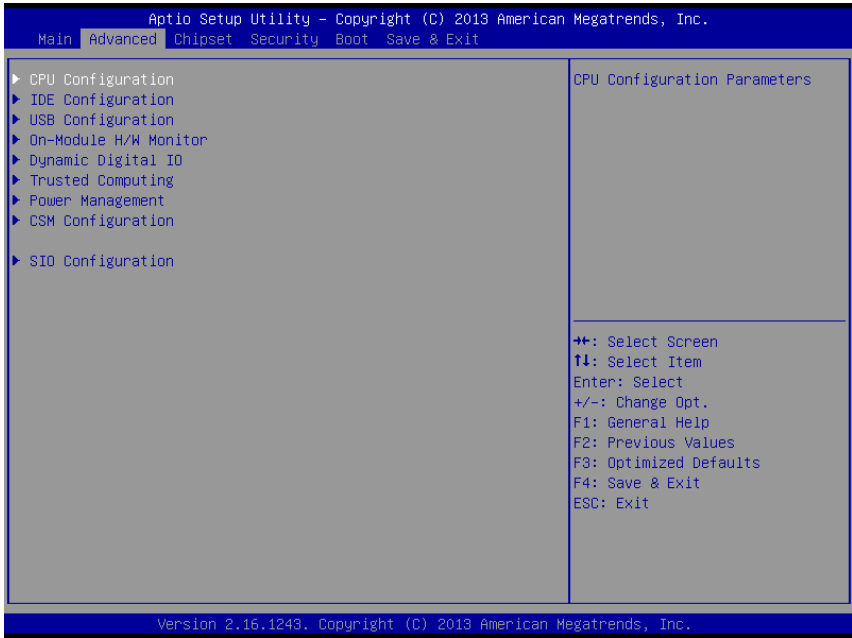 Aptio Setup Utility – Copyright (C) 2013 American Megatrends, Inc.
Main Advanced Chipset Security Boot Save & Exit
CPU Configuration
IDE Configuration
USB Configuration
On-Module H/W Monitor
Dynamic Digital IO
Trusted Computing
Power Management
CSM Configuration
SIO Configuration
CPU Configuration Parameters
→←: Select Screen
↑↓: Select Item
Enter: Select
+/-: Change Opt.
F1: General Help
F2: Previous Values
F3: Optimized Defaults
F4: Save & Exit
ESC: Exit
Version 2.16.1243. Copyright (C) 2013 American Megatrends, Inc.